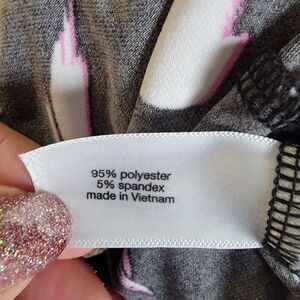 95% polyester
5% spandex
made in Vietnam